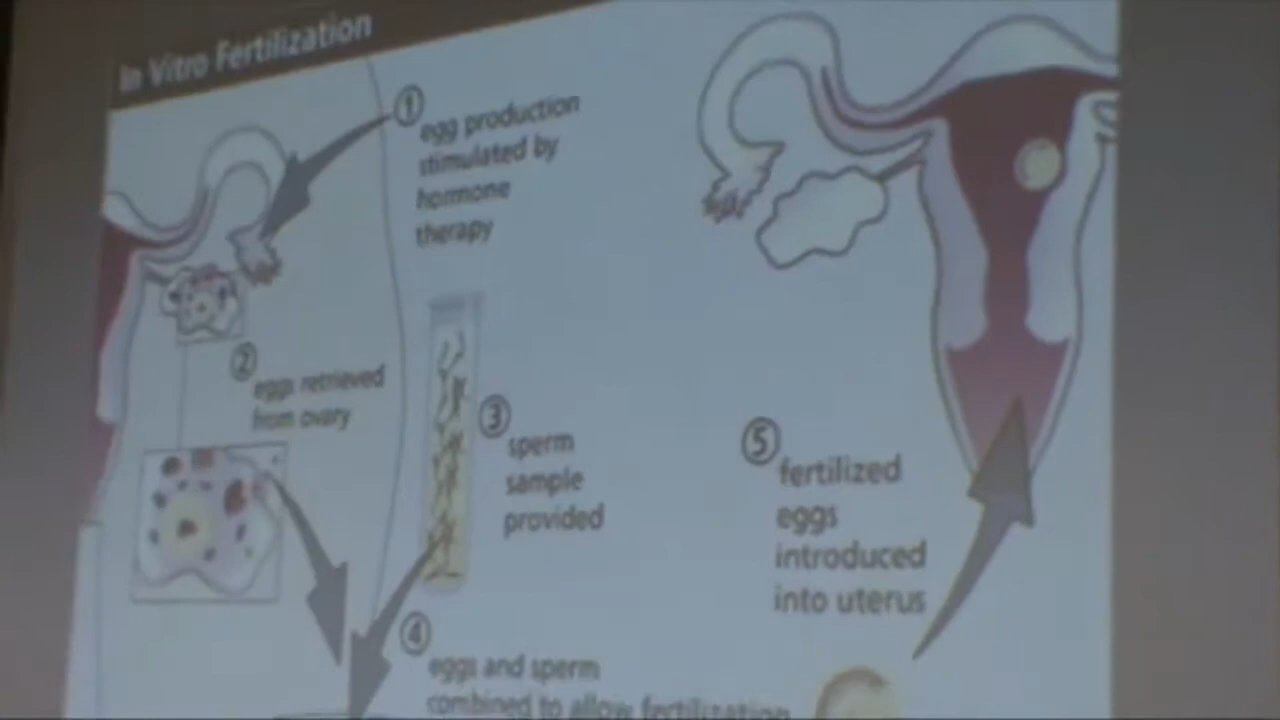 In Vitro Fertilization
1
egg production
stimulated by
hormone
therapy
2
eggs retrieved
from ovary
3
sperm
sample
provided
4
eggs and sperm
combined to allow fertilization
5
fertilized
eggs
introduced
into uterus